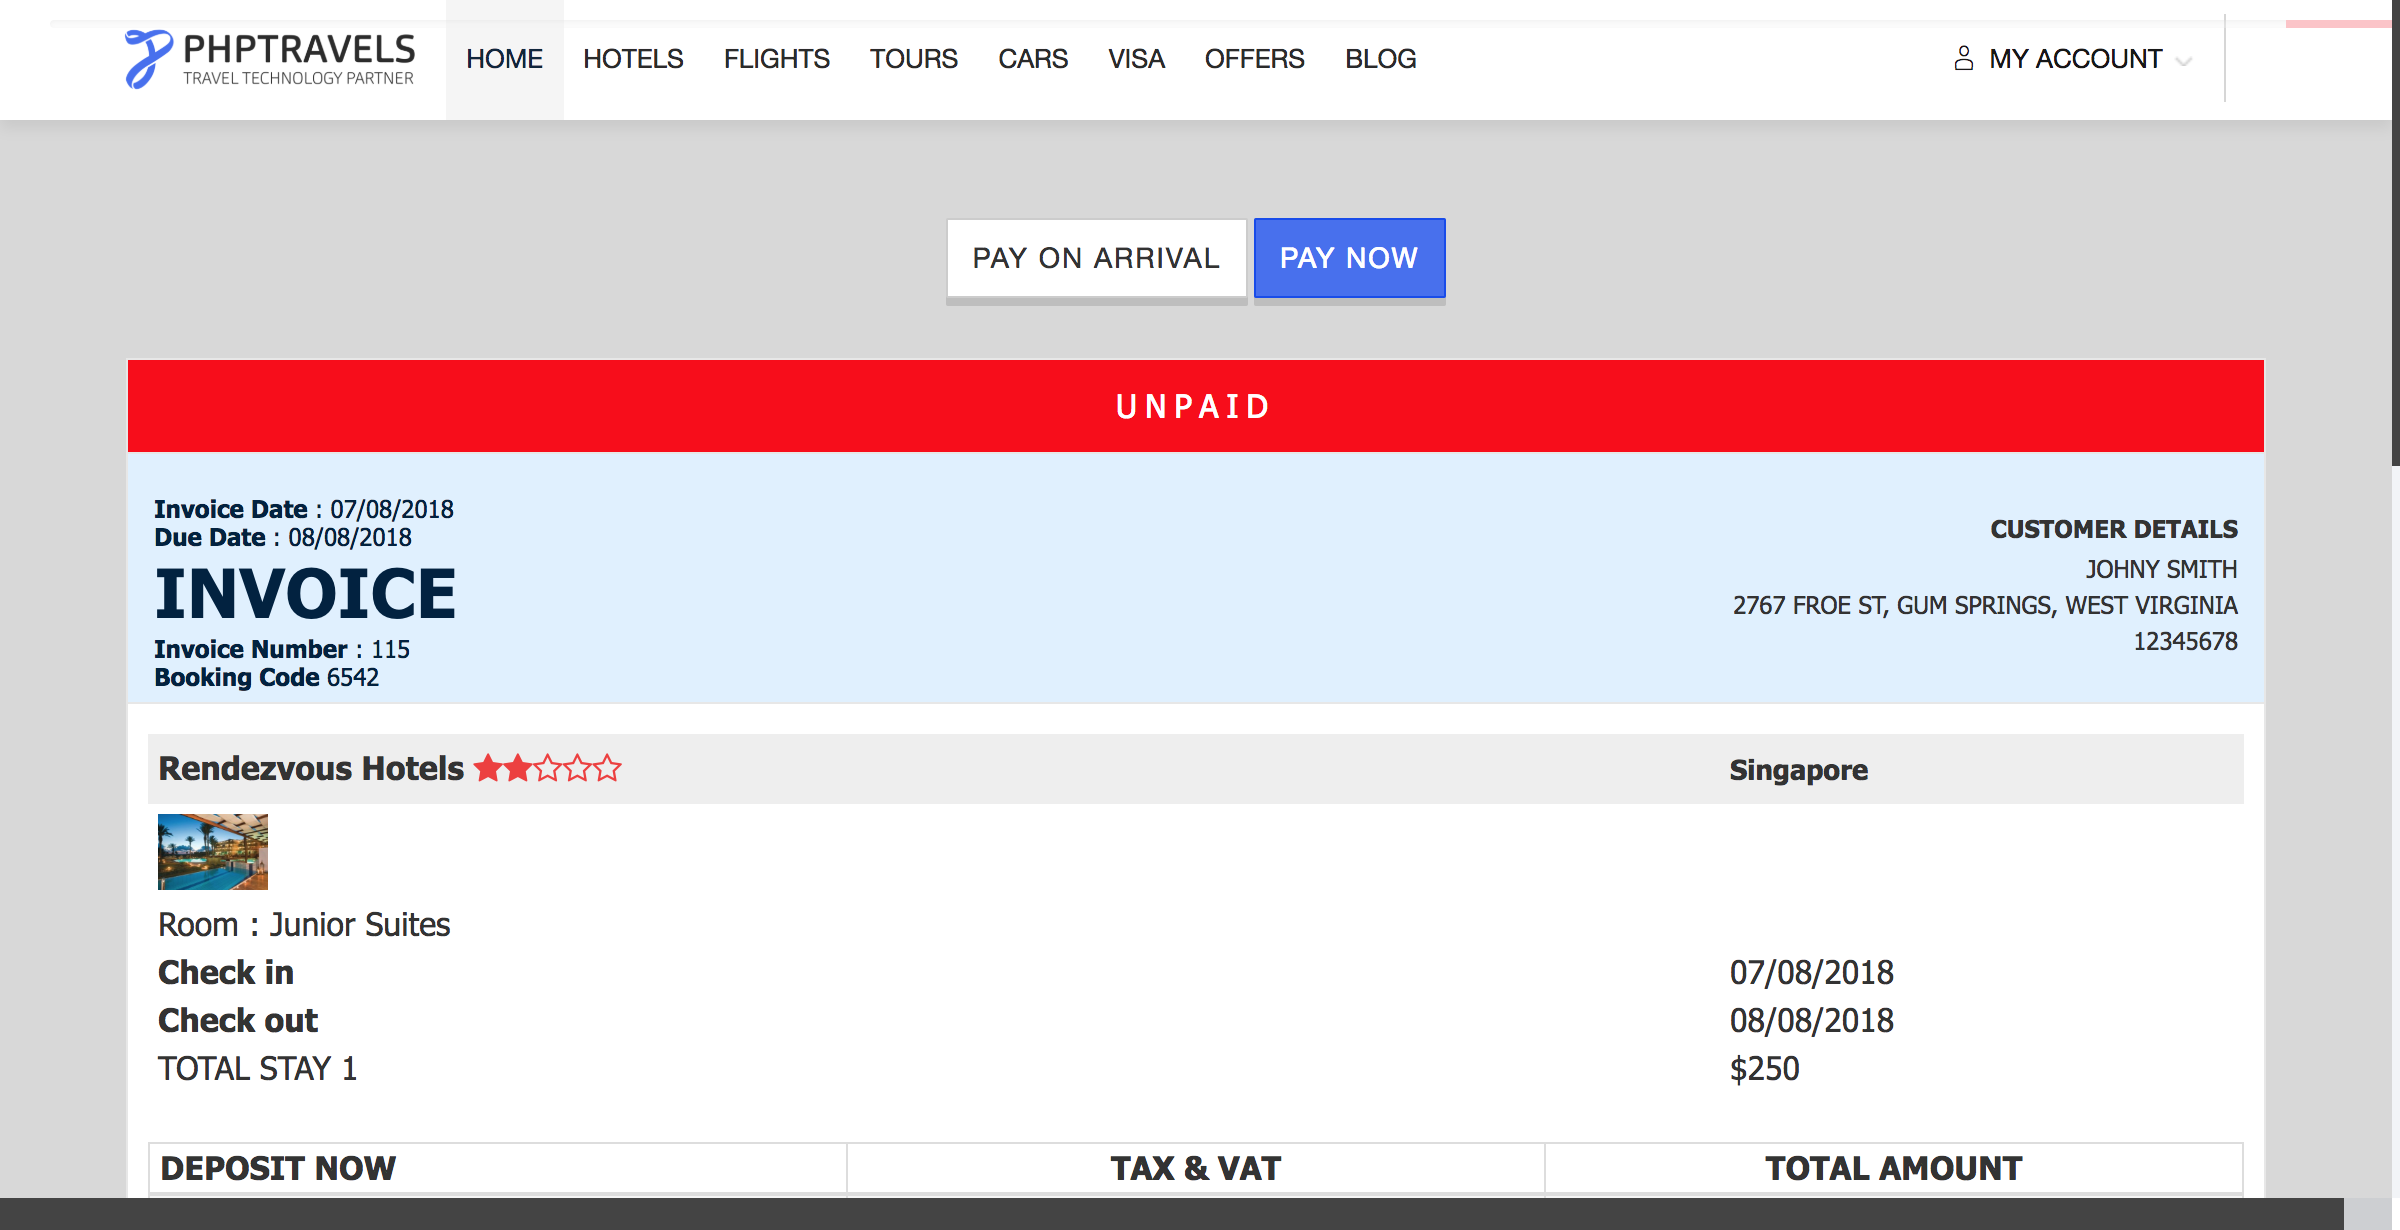 PHPTRAVELS
TRAVEL TECHNOLOGY PARTNER
HOME HOTELS FLIGHTS TOURS CARS VISA OFFERS BLOG MY ACCOUNT
PAY ON ARRIVAL PAY NOW
UNPAID
Invoice Date : 07/08/2018
Due Date : 08/08/2018
INVOICE
Invoice Number : 115
Booking Code 6542
CUSTOMER DETAILS
JOHNY SMITH
2767 FROE ST, GUM SPRINGS, WEST VIRGINIA
12345678
Rendezvous Hotels Singapore
Room : Junior Suites
Check in 07/08/2018
Check out 08/08/2018
TOTAL STAY 1 $250
DEPOSIT NOW TAX & VAT TOTAL AMOUNT